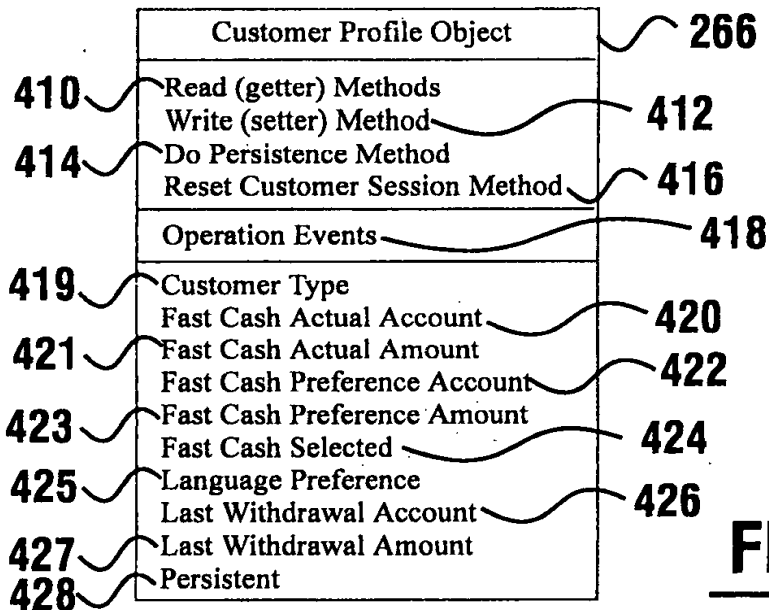 Customer Profile Object 266
410 Read (getter) Methods
Write (setter) Method 412
414 Do Persistence Method
Reset Customer Session Method 416
Operation Events 418
419 Customer Type
Fast Cash Actual Account 420
421 Fast Cash Actual Amount
Fast Cash Preference Account 422
423 Fast Cash Preference Amount
Fast Cash Selected 424
425 Language Preference
Last Withdrawal Account 426
427 Last Withdrawal Amount
428 Persistent